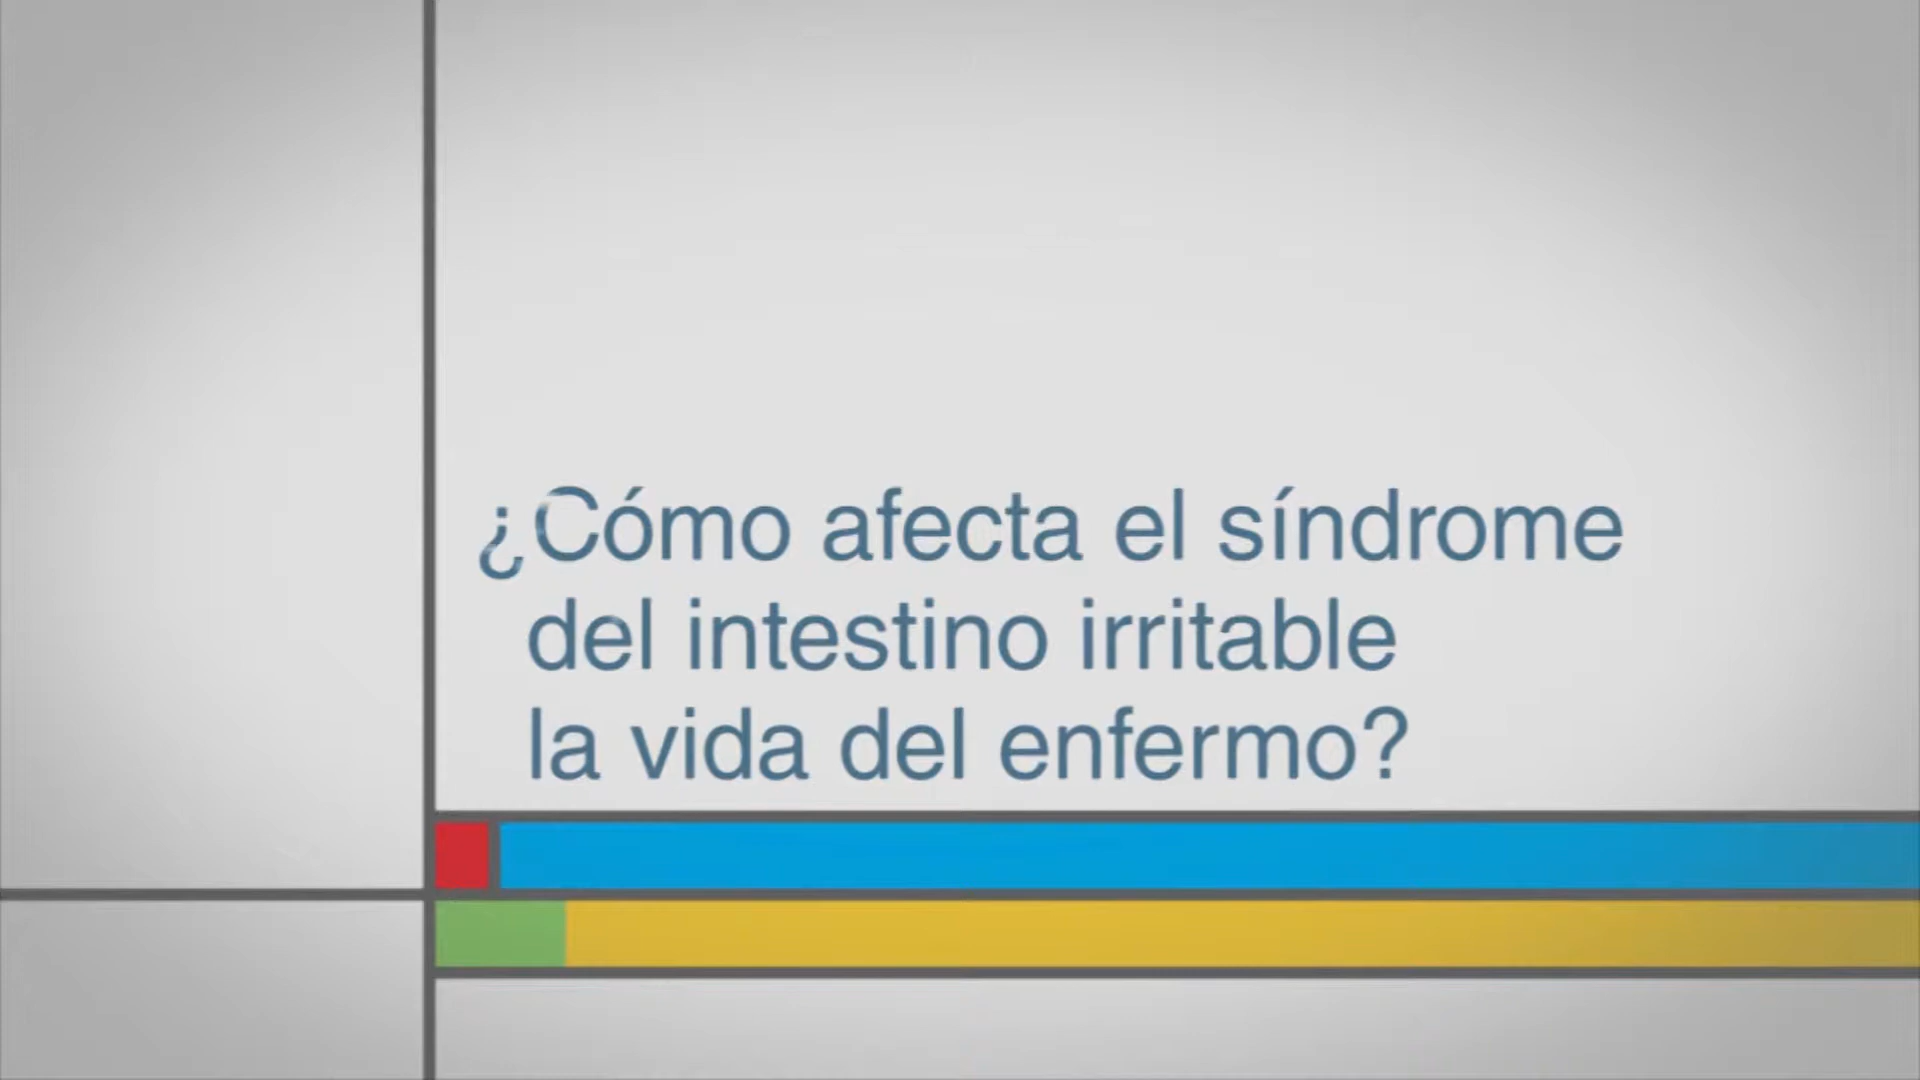 ¿Cómo afecta el síndrome
del intestino irritable
la vida del enfermo?